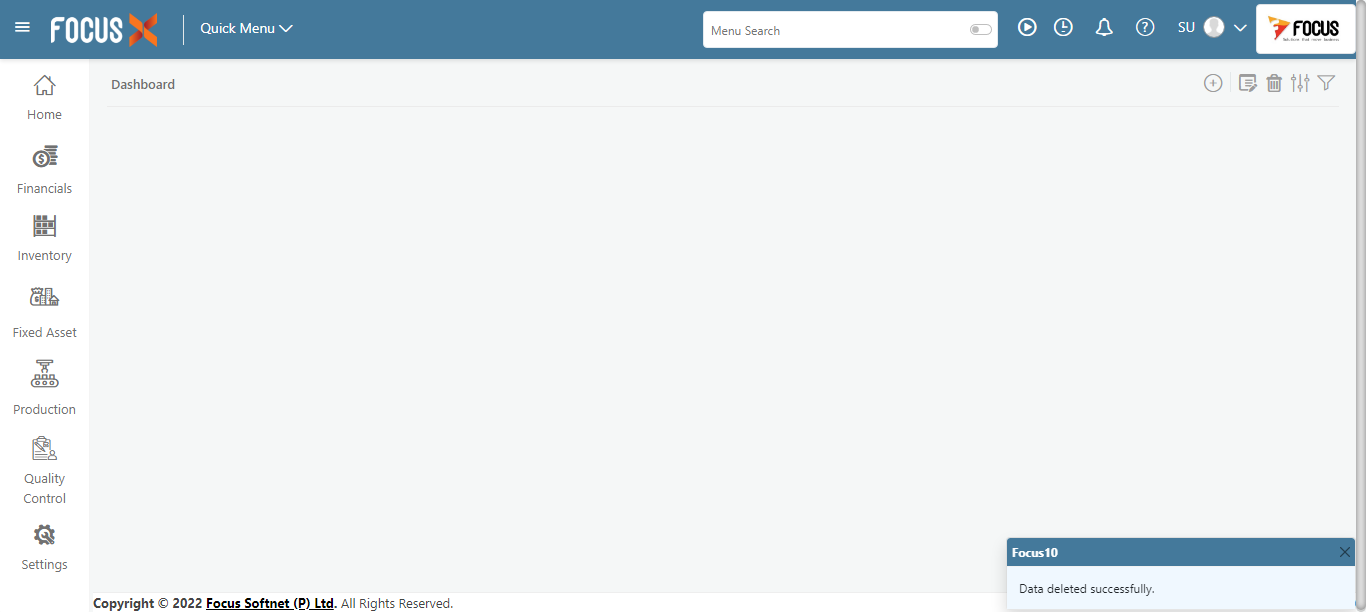 FOCUS X
Quick Menu
Menu Search
SU
FOCUS
Dashboard
Home
Financials
Inventory
Fixed Asset
Production
Quality
Control
Settings
Focus10
Data deleted successfully.
Copyright © 2022 Focus Softnet (P) Ltd. All Rights Reserved.